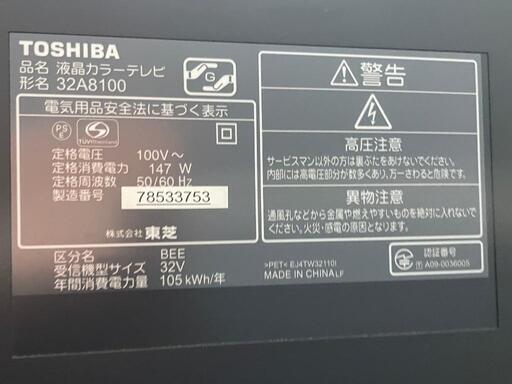 TOSHIBA
品名 液晶カラーテレビ
形名 32A8100
G
電気用品安全法に基づく表示
PS
E
TUVRheinland
定格電圧 100V～
定格消費電力 147 W
定格周波数 50/60 Hz
製造番号 78533753
株式会社 東芝
区分名 BEE
受信機型サイズ 32V
年間消費電力量 105 kWh/年
警告
高圧注意
サービスマン以外の方は裏ぶたをあけないでください。
内部には高電圧部分が数多くあり、万一さわると危険です。
異物注意
通風孔などから金属や燃えやすいものを絶対に入れないで
ください。火災・感電の原因となります。
>PET< EJ4TW32110I
MADE IN CHINA LF
認証番号
Ⓣ A09-0036005